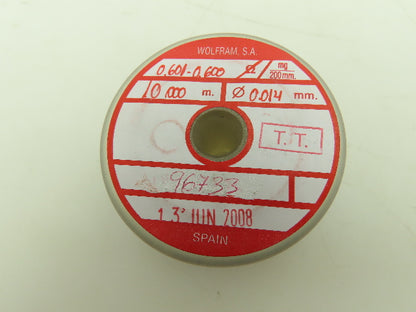 WOLFRAM, S.A.
0.601-0.600 mg
200 mm.
10.000 m. Ø 0.014 mm.
T.T.
96733
13 JUN 2008
SPAIN